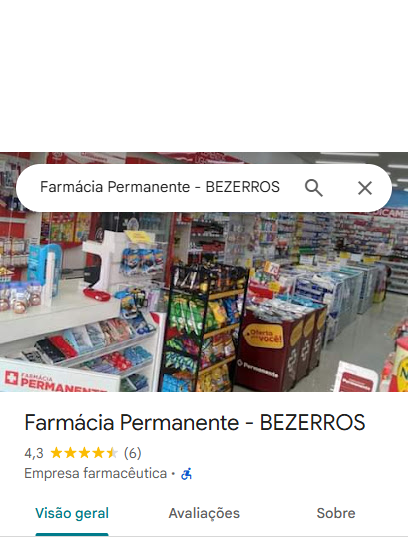 Farmácia Permanente - BEZERROS
Oferta
pra você!
Permanente
FARMÁCIA
PERMANENTE
Farmácia Permanente - BEZERROS
4,3 (6)
Empresa farmacêutica ·
Visão geral
Avaliações
Sobre